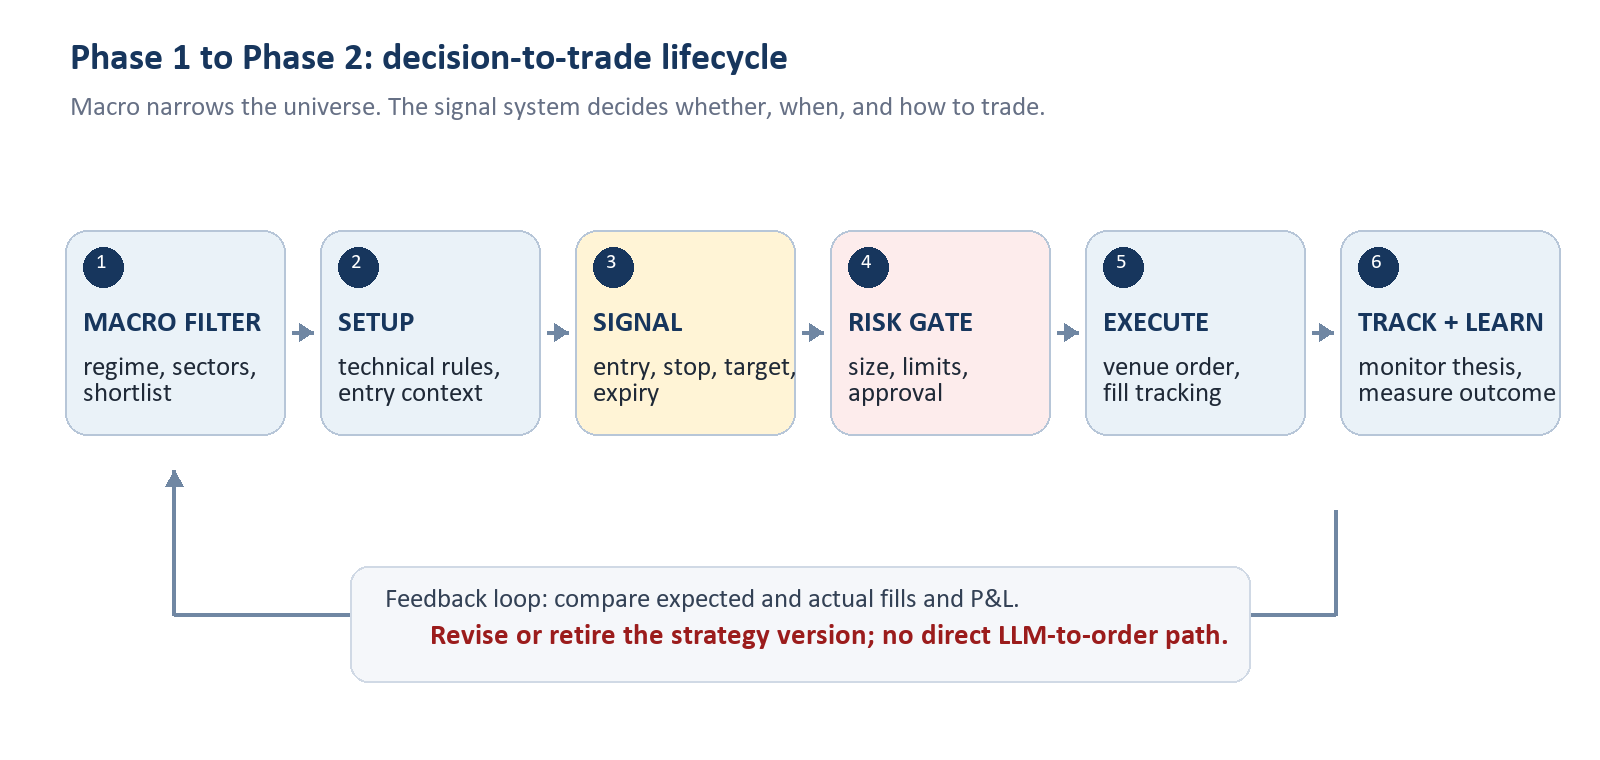 Phase 1 to Phase 2: decision-to-trade lifecycle
Macro narrows the universe. The signal system decides whether, when, and how to trade.
1
MACRO FILTER
regime, sectors,
shortlist
2
SETUP
technical rules,
entry context
3
SIGNAL
entry, stop, target,
expiry
4
RISK GATE
size, limits,
approval
5
EXECUTE
venue order,
fill tracking
6
TRACK + LEARN
monitor thesis,
measure outcome
Feedback loop: compare expected and actual fills and P&L.
Revise or retire the strategy version; no direct LLM-to-order path.